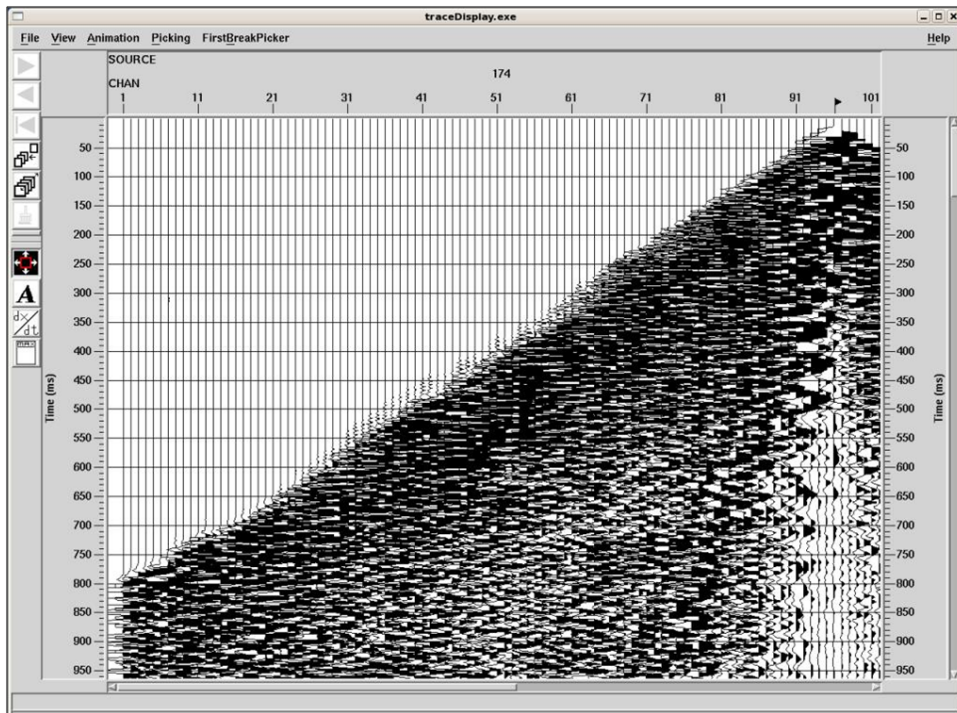 traceDisplay.exe
File View Animation Picking FirstBreakPicker Help
SOURCE
174
CHAN
1 11 21 31 41 51 61 71 81 91 101
50 50
100 100
150 150
200 200
250 250
300 300
350 350
400 400
450 450
500 500
550 550
600 600
650 650
700 700
750 750
800 800
850 850
900 900
950 950
Time (ms) Time (ms)
A
dx/dt